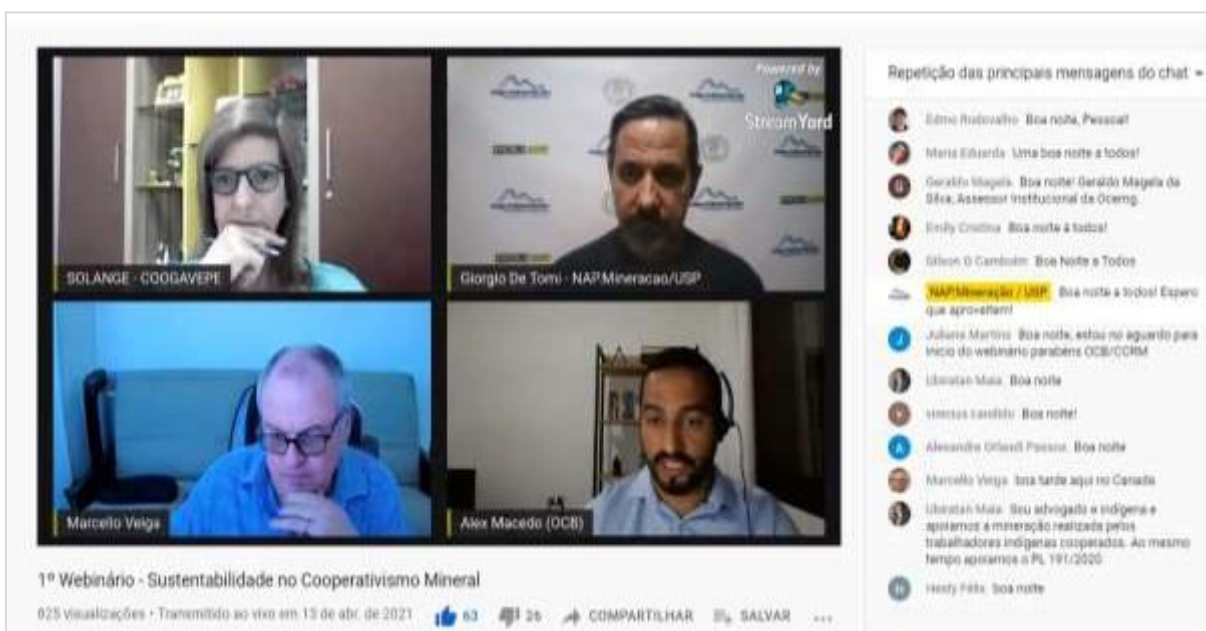 Powered by
StreamYard
SOLANGE - COOGAVEPE
Giorgio De Tomi - NAP.Mineracao/USP
Marcello Veiga
Alex Macedo (OCB)
1º Webinário - Sustentabilidade no Cooperativismo Mineral
825 visualizações • Transmitido ao vivo em 13 de abr. de 2021 63 26 COMPARTILHAR SALVAR ...
Repetição das principais mensagens do chat
Boa noite, Pessoal!
Maria Eduarda Uma boa noite a todos!
Geraldo Magela Boa noite! Geraldo Magela da
Silva, Assessor Institucional da Ocemg.
Emily Cristina Boa noite a todos!
Gilson Boa Noite a Todos
NAP.Mineração / USP Boa noite a todos! Espero
que aproveitem!
Juliana Martins Boa noite, estou no aguardo para
início do webinário parabéns OCB/CCRM
Ubiratan Maia Boa noite
vinicius candido Boa noite!
Alexandre Passos Boa noite
Marcello Veiga boa tarde aqui no Canada
Ubiratan Maia Sou advogado e indígena e
apoiamos a mineração realizada pelos
trabalhadores indígenas cooperados. Ao mesmo
tempo apoiamos o PL 191/2020
Félix boa noite